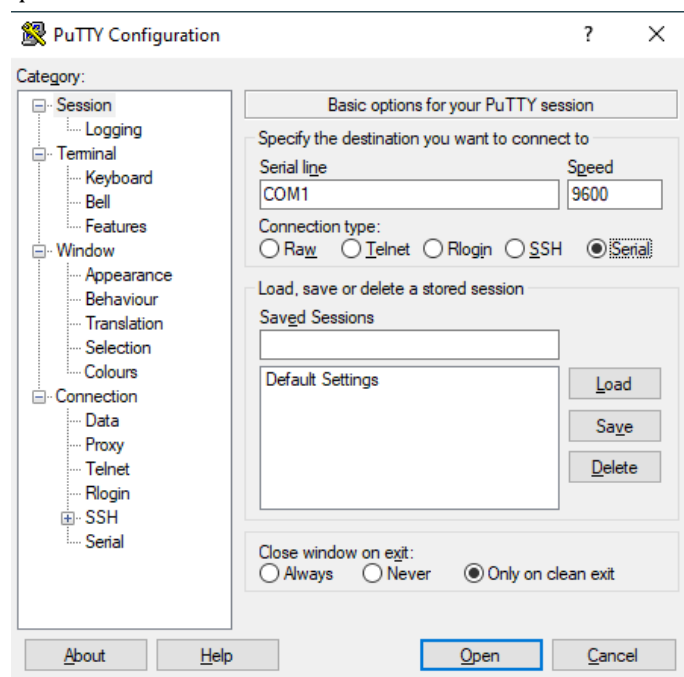 PuTTY Configuration
?
Category:
Session
Logging
Terminal
Keyboard
Bell
Features
Window
Appearance
Behaviour
Translation
Selection
Colours
Connection
Data
Proxy
Telnet
Rlogin
SSH
Serial
Basic options for your PuTTY session
Specify the destination you want to connect to
Serial line Speed
COM1 9600
Connection type:
Raw Telnet Rlogin SSH Serial
Load, save or delete a stored session
Saved Sessions
Default Settings
Load
Save
Delete
Close window on exit:
Always Never Only on clean exit
About Help Open Cancel